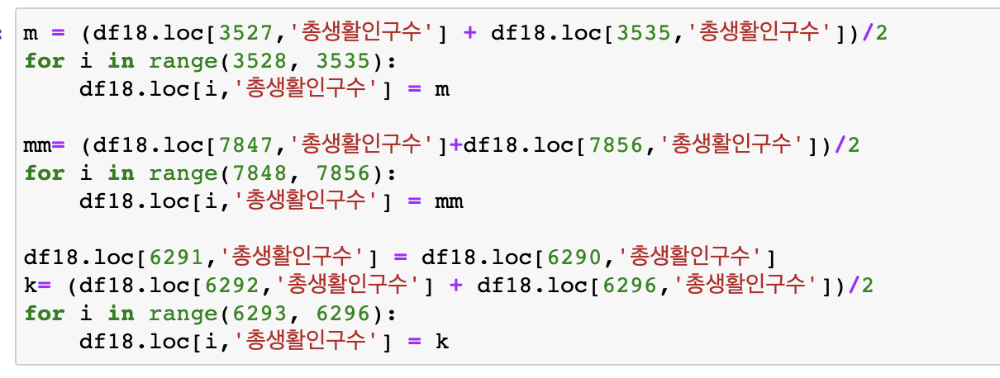 m = (df18.loc[3527,'총생활인구수'] + df18.loc[3535,'총생활인구수'])/2
for i in range(3528, 3535):
    df18.loc[i,'총생활인구수'] = m

mm= (df18.loc[7847,'총생활인구수']+df18.loc[7856,'총생활인구수'])/2
for i in range(7848, 7856):
    df18.loc[i,'총생활인구수'] = mm

df18.loc[6291,'총생활인구수'] = df18.loc[6290,'총생활인구수']
k= (df18.loc[6292,'총생활인구수'] + df18.loc[6296,'총생활인구수'])/2
for i in range(6293, 6296):
    df18.loc[i,'총생활인구수'] = k